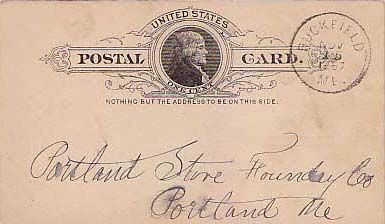 UNITED STATES
POSTAL CARD.
ONE CENT
NOTHING BUT THE ADDRESS TO BE ON THIS SIDE.
BUCKFIELD
ME.
Portland Stove Foundry Co
Portland Me